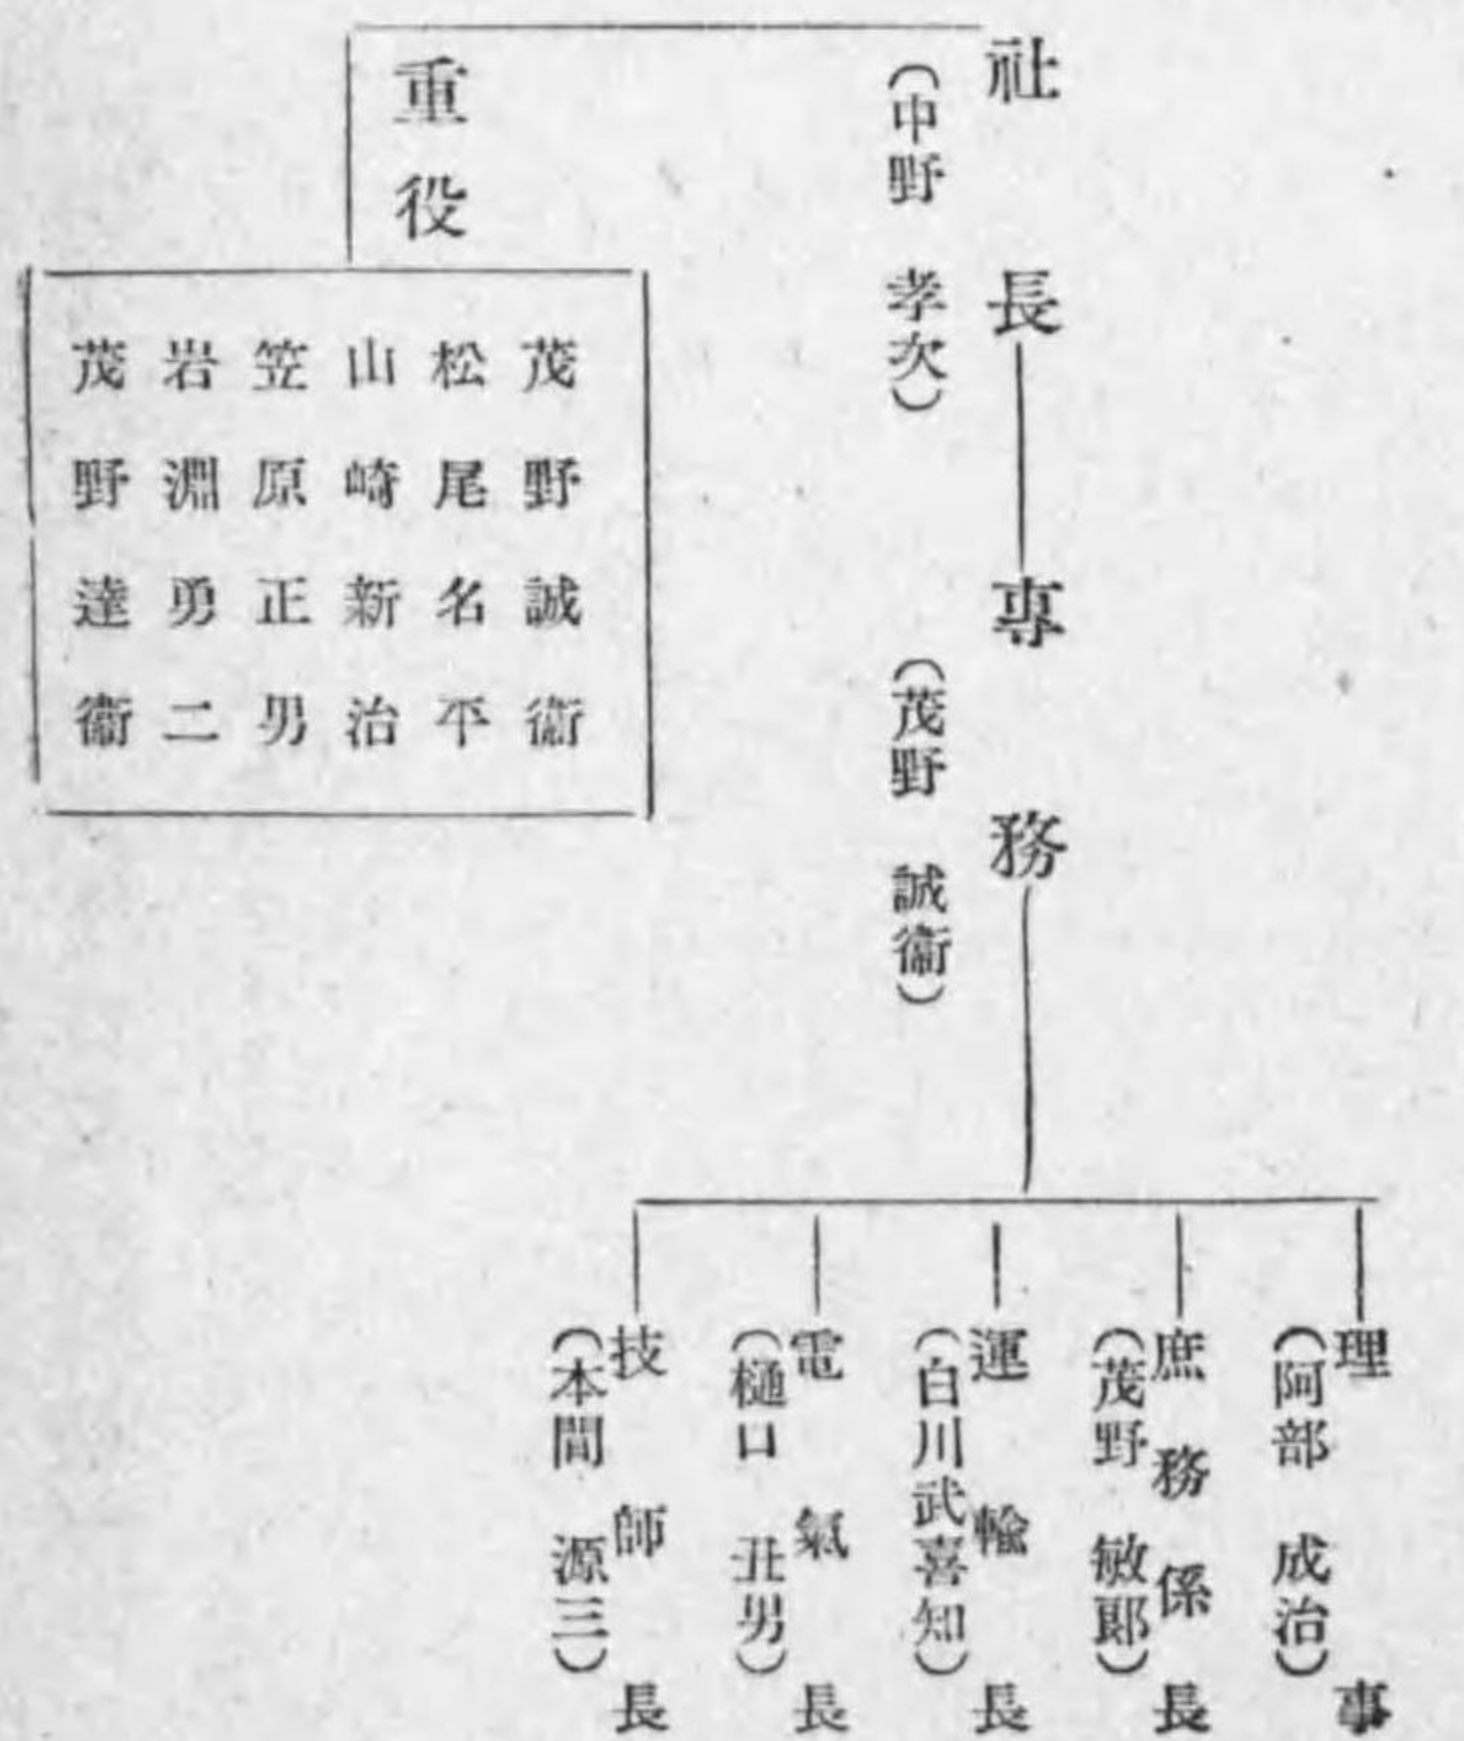 社長
(中野 孝次)
專務
(茂野 誠衞)
重役
茂野誠衞
松尾名平
山崎新治
笠原正男
岩淵勇二
茂野達衞
理事
(阿部 成治)
庶務係長
(茂野 敏郎)
運輸長
(白川武喜知)
電氣長
(樋口 丑男)
技師長
(本間 源三)